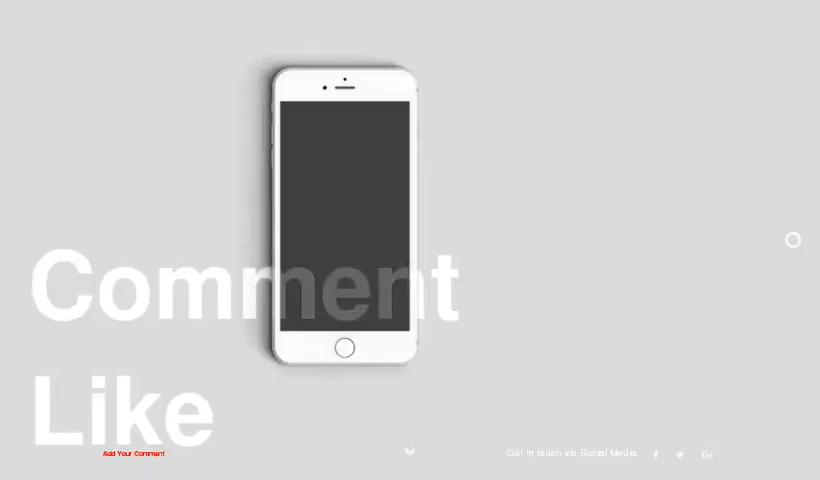 Comment
Like
Add Your Comment
Get in touch via Social Media
f
G+